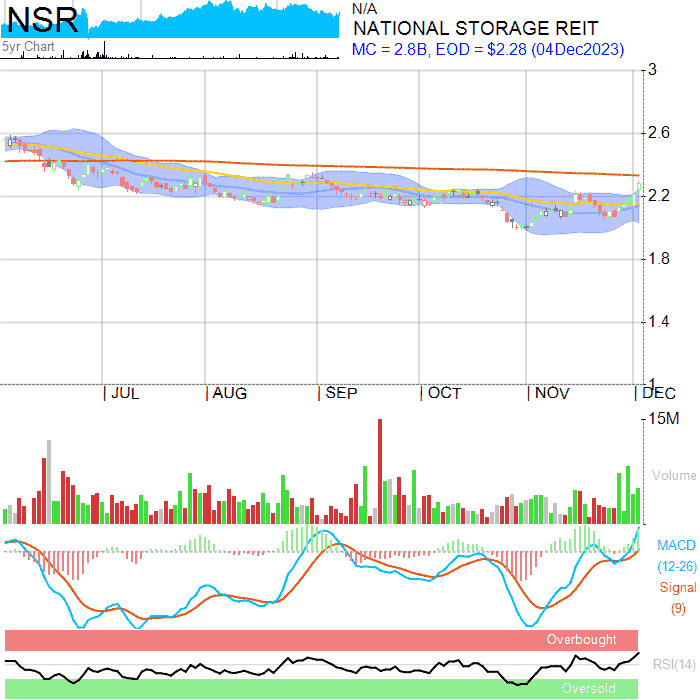 NSR
5yr Chart
N/A
NATIONAL STORAGE REIT
MC = 2.8B, EOD = $2.28 (04Dec2023)
3
2.6
2.2
1.8
1.4
1
JUL AUG SEP OCT NOV DEC
15M
Volume
MACD
(12-26)
Signal
(9)
Overbought
RSI(14)
Oversold